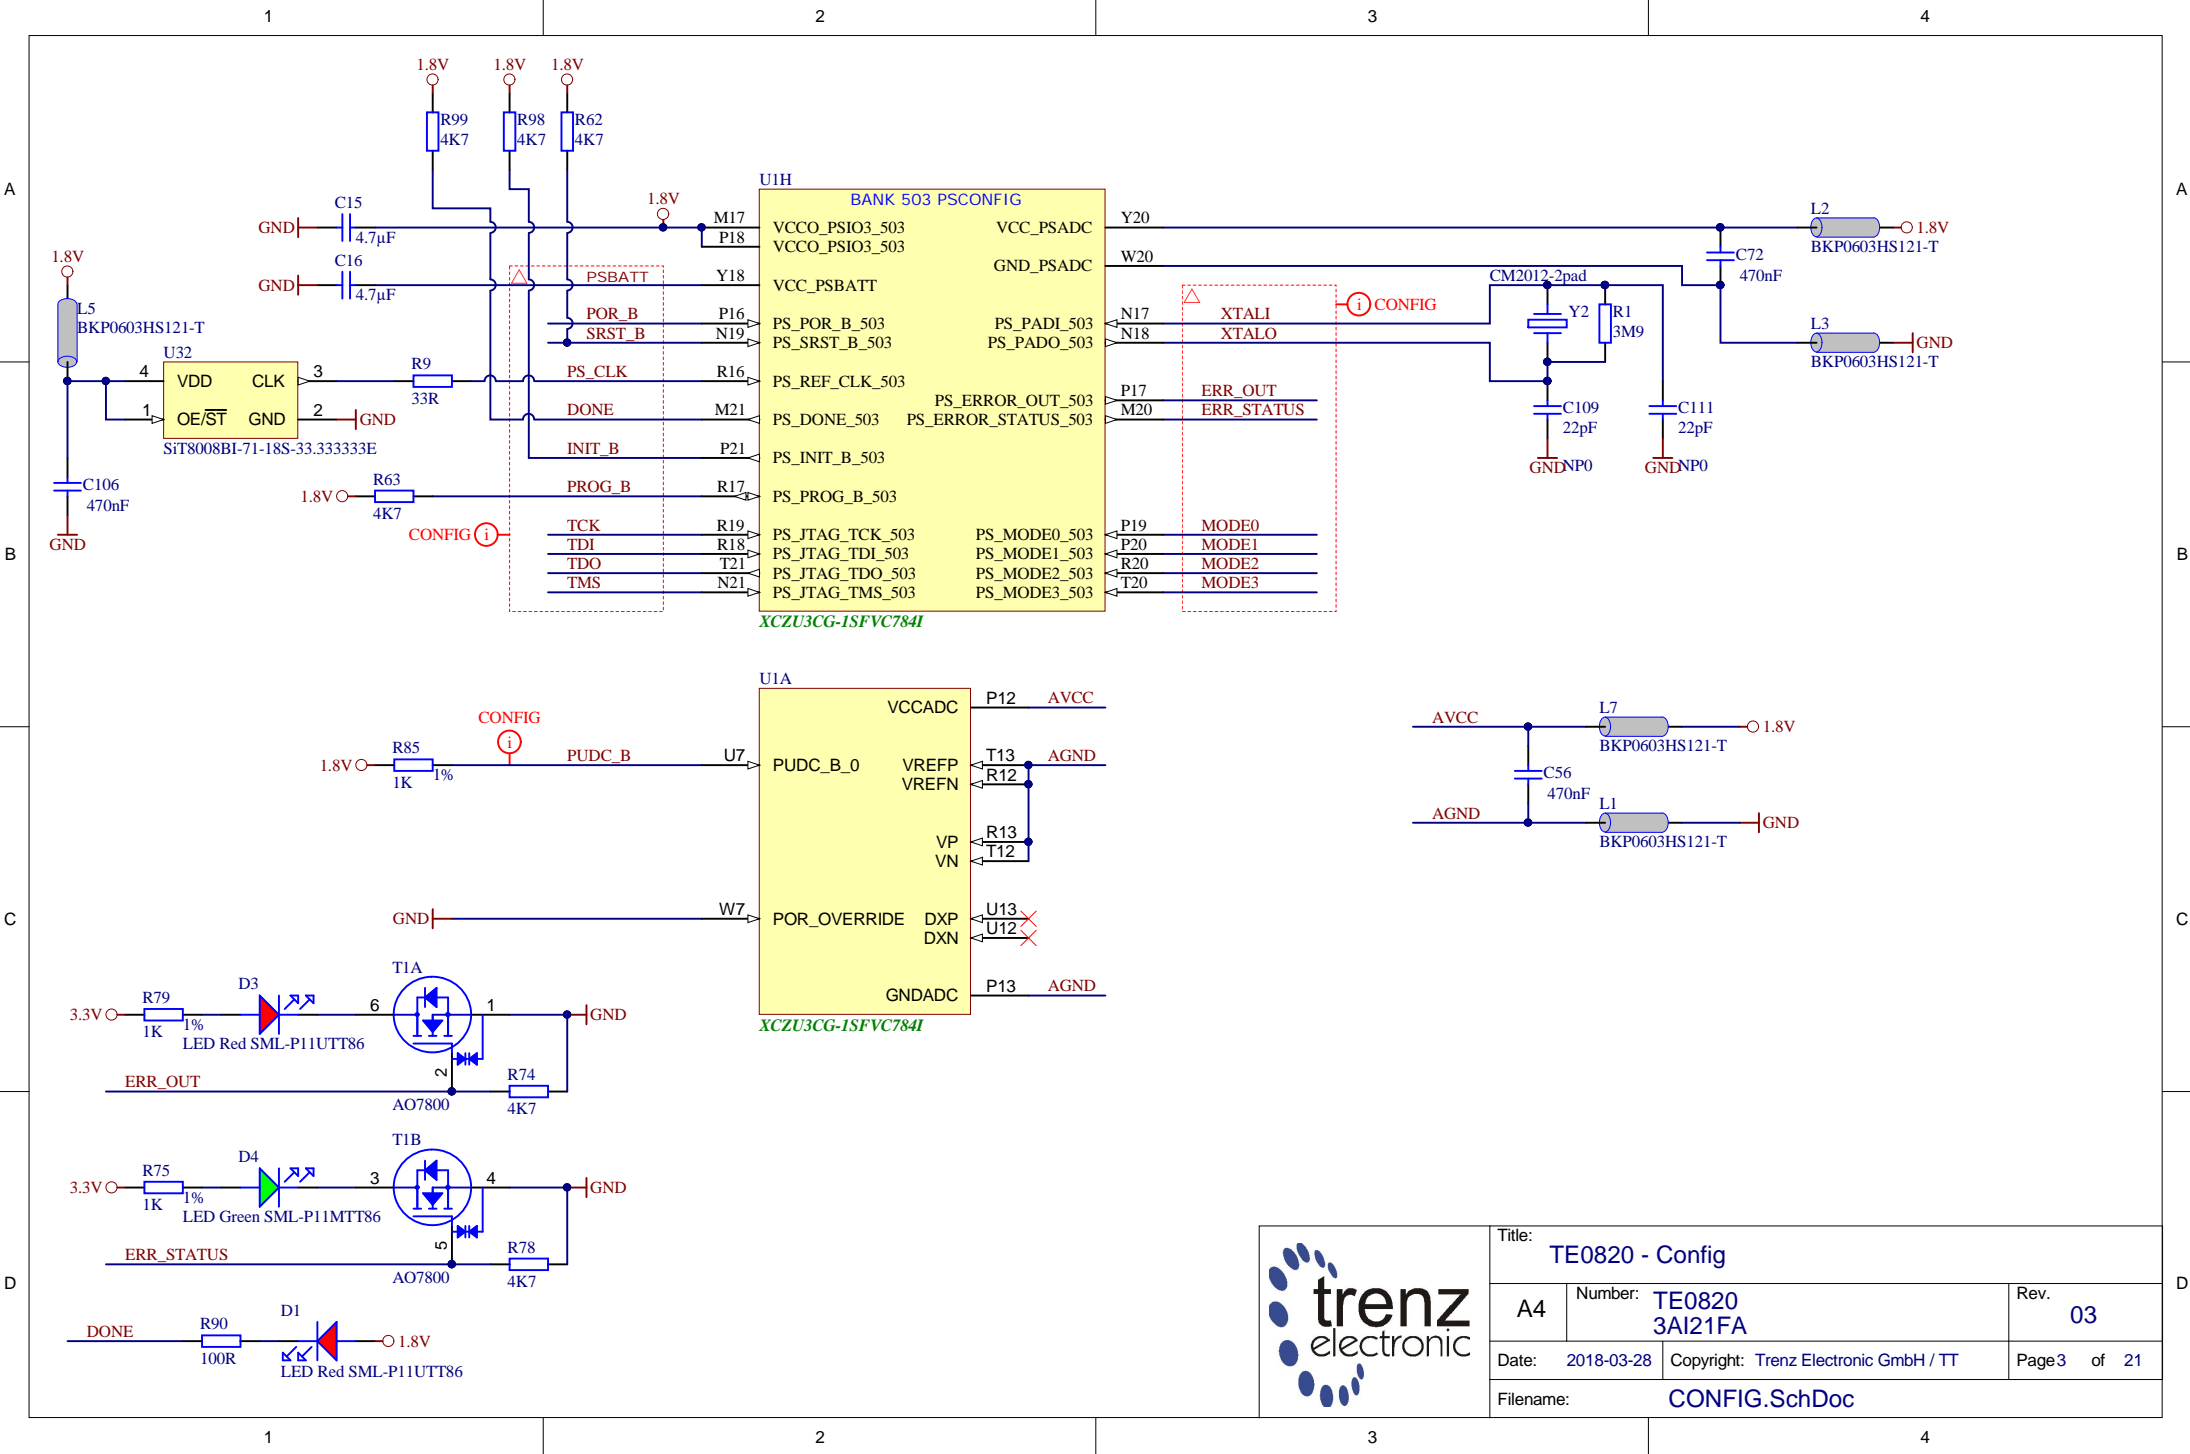 1 2 3 4
A A
B B
C C
D D
1.8V 1.8V 1.8V
R99 4K7
R98 4K7
R62 4K7
U1H
BANK 503 PSCONFIG
1.8V
GND C15 4.7µF
GND C16 4.7µF
M17 VCCO_PSIO3_503
P18 VCCO_PSIO3_503
PSBATT Y18 VCC_PSBATT
POR_B P16 PS_POR_B_503
SRST_B N19 PS_SRST_B_503
PS_CLK R16 PS_REF_CLK_503
DONE M21 PS_DONE_503
INIT_B P21 PS_INIT_B_503
PROG_B R17 PS_PROG_B_503
TCK R19 PS_JTAG_TCK_503
TDI R18 PS_JTAG_TDI_503
TDO T21 PS_JTAG_TDO_503
TMS N21 PS_JTAG_TMS_503
VCC_PSADC Y20
GND_PSADC W20
PS_PADI_503 N17 XTALI
PS_PADO_503 N18 XTALO
PS_ERROR_OUT_503 P17 ERR_OUT
PS_ERROR_STATUS_503 M20 ERR_STATUS
PS_MODE0_503 P19 MODE0
PS_MODE1_503 P20 MODE1
PS_MODE2_503 R20 MODE2
PS_MODE3_503 T20 MODE3
XCZU3CG-1SFVC784I
i CONFIG
CONFIG i
1.8V
L5
BKP0603HS121-T
U32
4 VDD CLK 3
1 OE/ST GND 2 GND
SiT8008BI-71-18S-33.333333E
R9
33R
C106
470nF
GND
1.8V R63
4K7
L2
1.8V
BKP0603HS121-T
C72
470nF
L3
GND
BKP0603HS121-T
CM2012-2pad
Y2
R1
3M9
C109
22pF
GND NP0
C111
22pF
GND NP0
U1A
VCCADC P12 AVCC
VREFP T13 AGND
VREFN R12
VP R13
VN T12
DXP U13
DXN U12
GNDADC P13 AGND
CONFIG
i
1.8V R85 1K 1% PUDC_B U7 PUDC_B_0
GND W7 POR_OVERRIDE
XCZU3CG-1SFVC784I
AVCC L7 1.8V
BKP0603HS121-T
C56
470nF
AGND L1 GND
BKP0603HS121-T
T1A
3.3V R79 1K 1% D3 6 1 GND
LED Red SML-P11UTT86
2
ERR_OUT R74
AO7800 4K7
T1B
3.3V R75 1K 1% D4 3 4 GND
LED Green SML-P11MTT86
5
ERR_STATUS R78
AO7800 4K7
DONE R90 100R D1 1.8V
LED Red SML-P11UTT86
trenz
electronic
Title:
TE0820 - Config
A4
Number: TE0820
3AI21FA
Rev.
03
Date: 2018-03-28
Copyright: Trenz Electronic GmbH / TT
Page 3 of 21
Filename: CONFIG.SchDoc
1 2 3 4